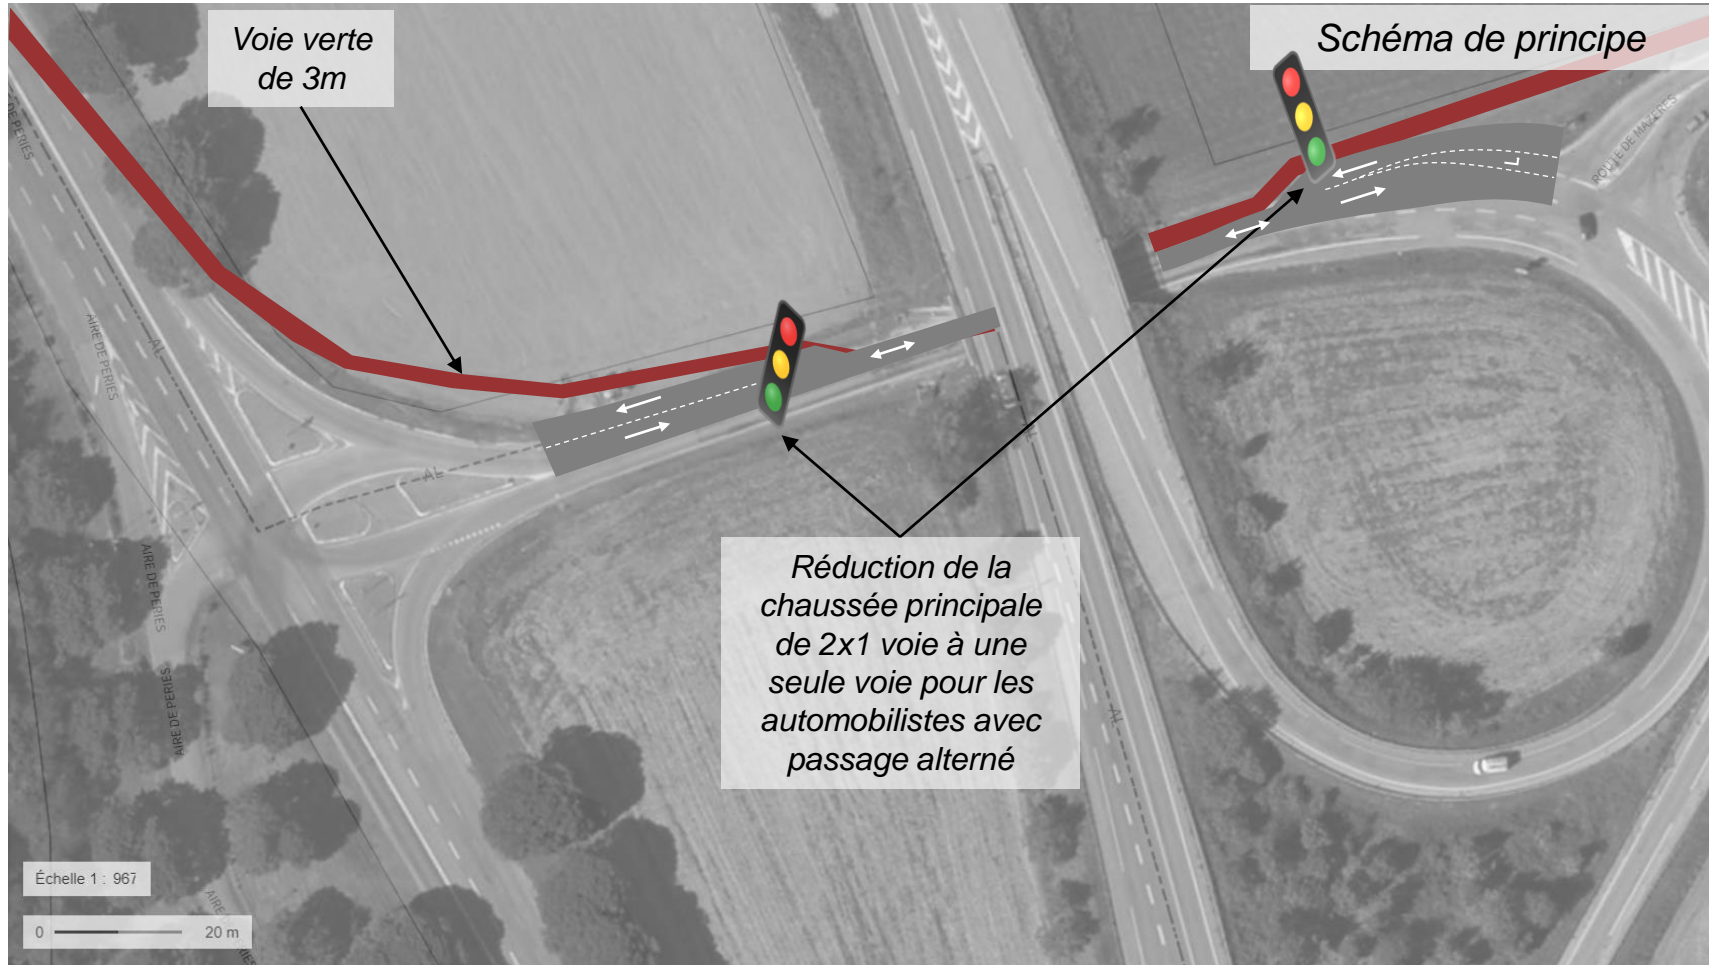 Voie verte
de 3m
Schéma de principe
ROUTE DE MAZERES
AIRE DE PERIES
AL
AL
AL
AIRE DE PERIES
AIRE DE PERIES
AL
Réduction de la
chaussée principale
de 2x1 voie à une
seule voie pour les
automobilistes avec
passage alterné
Échelle 1 : 967
0 20 m